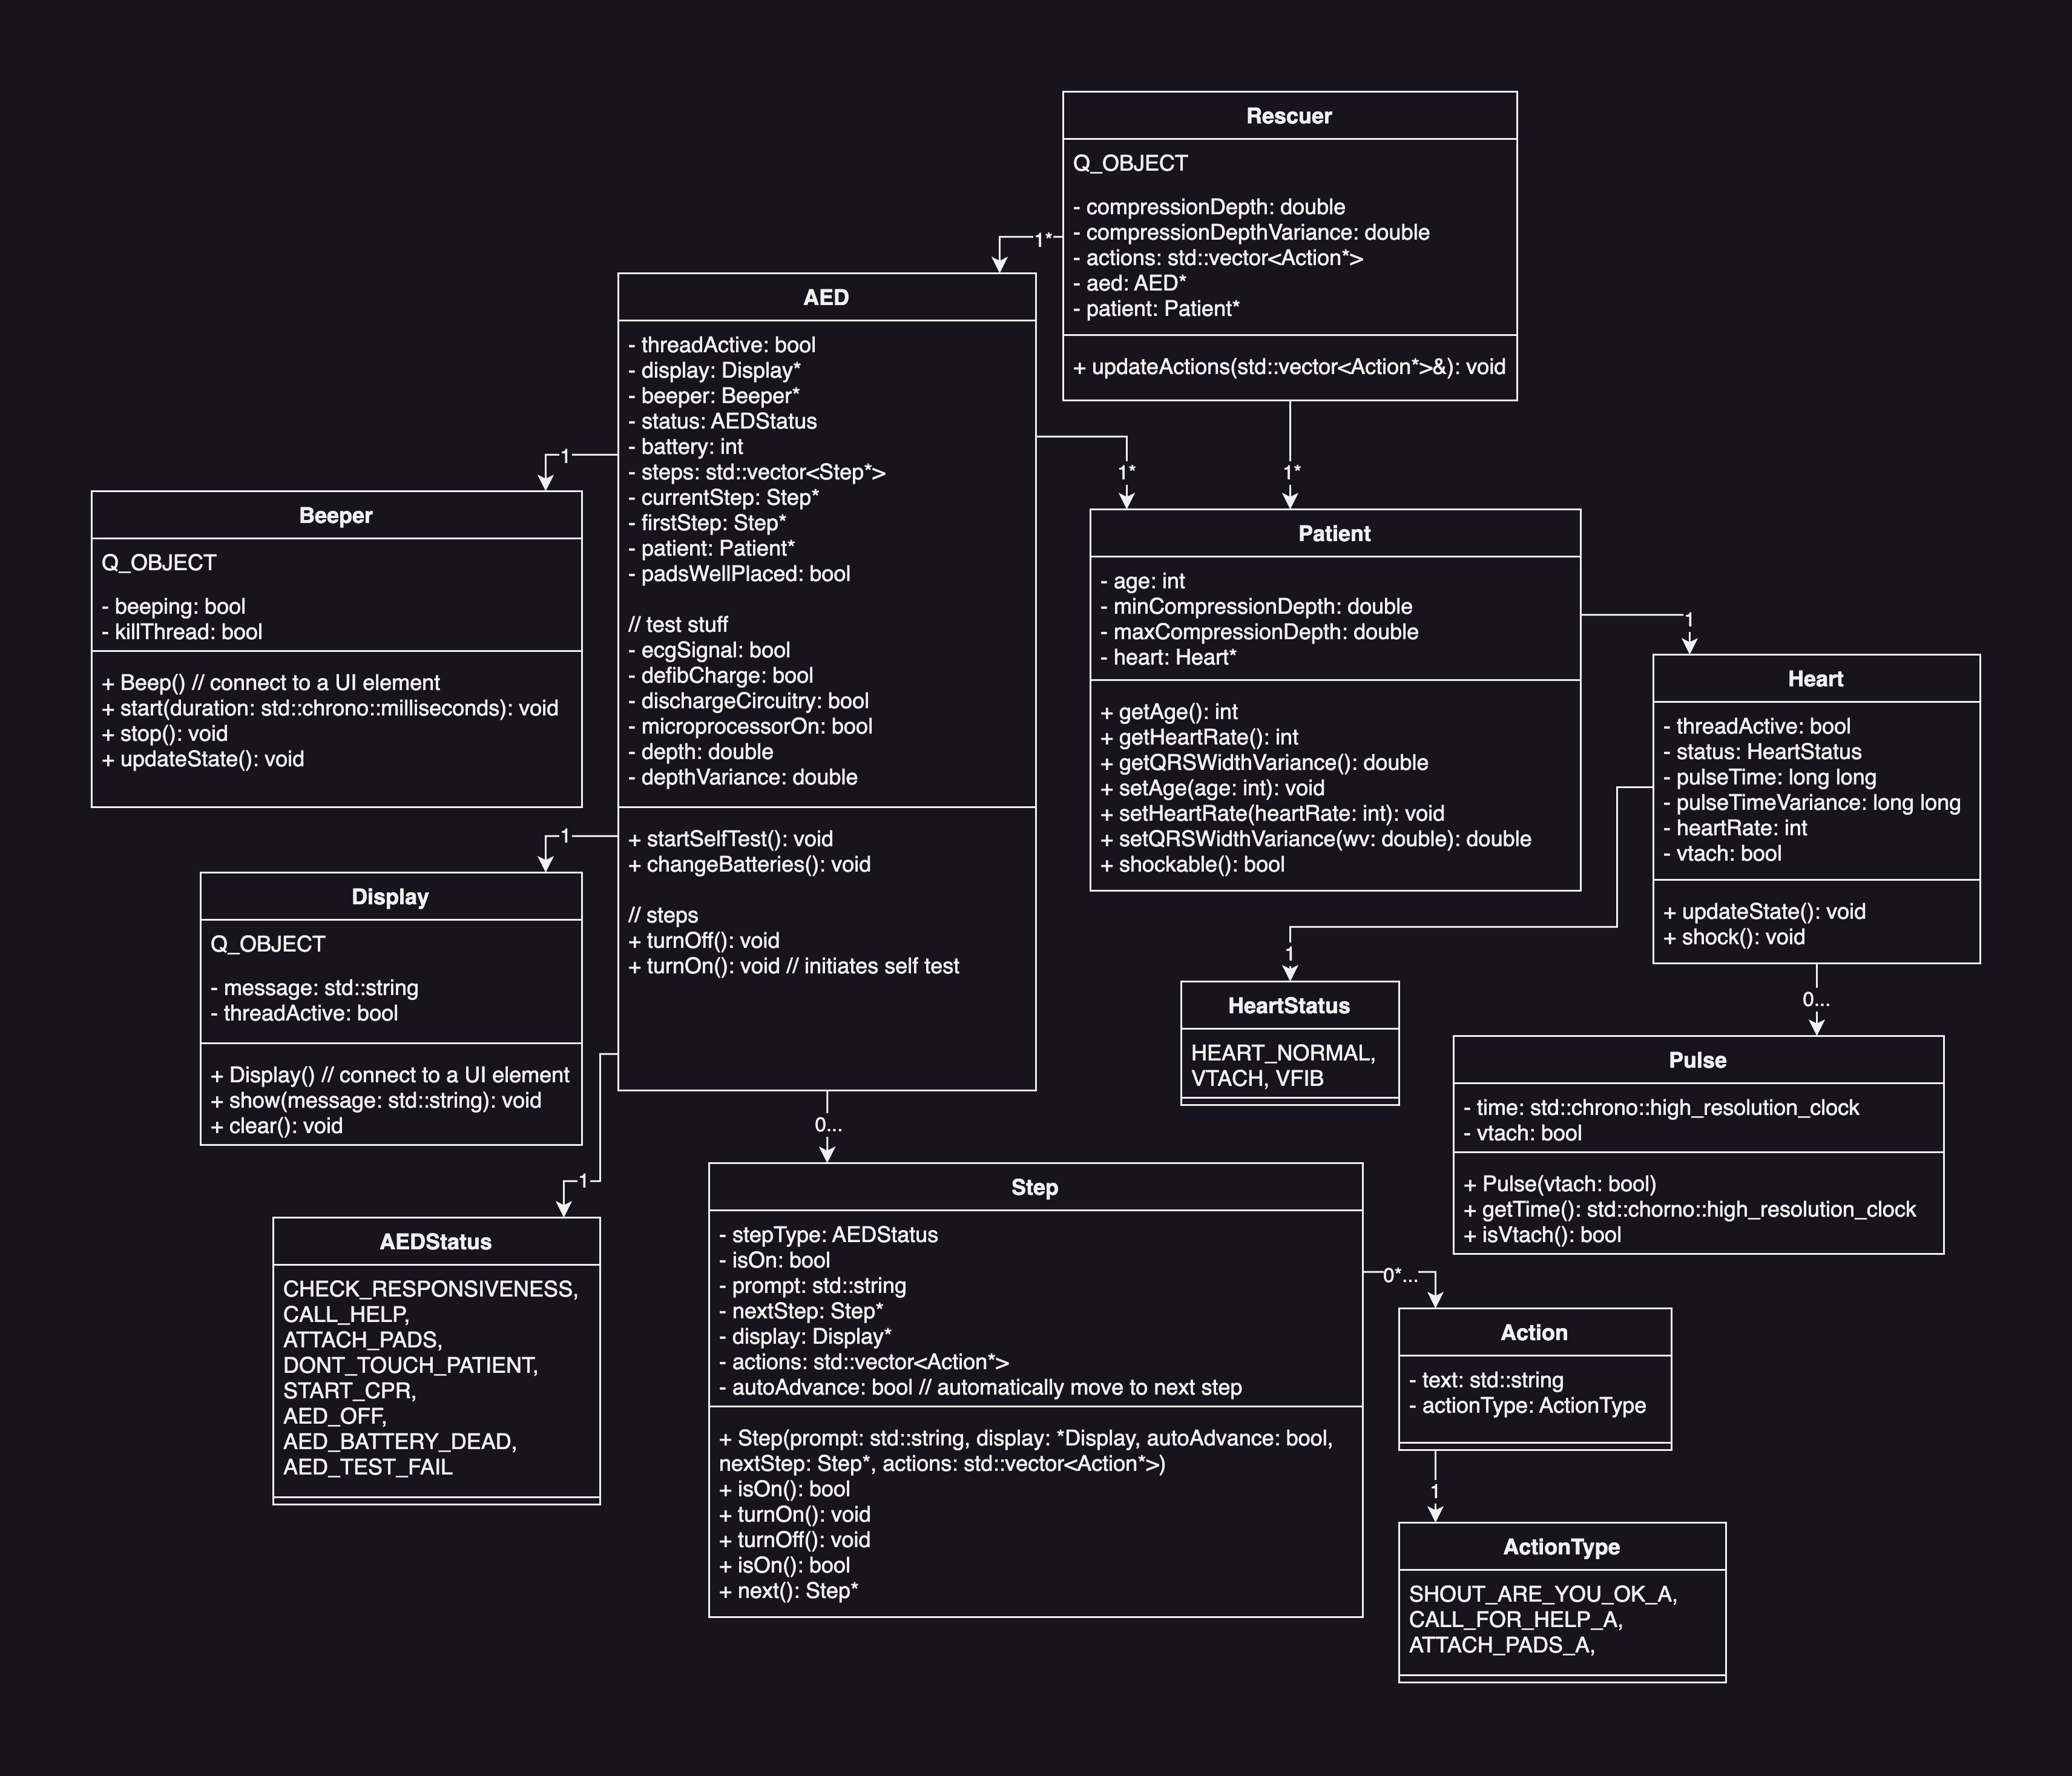 Rescuer
Q_OBJECT
- compressionDepth: double
- compressionDepthVariance: double
- actions: std::vector<Action*>
- aed: AED*
- patient: Patient*
+ updateActions(std::vector<Action*>&): void
1*
AED
- threadActive: bool
- display: Display*
- beeper: Beeper*
- status: AEDStatus
- battery: int
- steps: std::vector<Step*>
- currentStep: Step*
- firstStep: Step*
- patient: Patient*
- padsWellPlaced: bool
// test stuff
- ecgSignal: bool
- defibCharge: bool
- dischargeCircuitry: bool
- microprocessorOn: bool
- depth: double
- depthVariance: double
+ startSelfTest(): void
+ changeBatteries(): void
// steps
+ turnOff(): void
+ turnOn(): void // initiates self test
1*
1*
1
Beeper
Q_OBJECT
- beeping: bool
- killThread: bool
+ Beep() // connect to a UI element
+ start(duration: std::chrono::milliseconds): void
+ stop(): void
+ updateState(): void
Patient
- age: int
- minCompressionDepth: double
- maxCompressionDepth: double
- heart: Heart*
+ getAge(): int
+ getHeartRate(): int
+ getQRSWidthVariance(): double
+ setAge(age: int): void
+ setHeartRate(heartRate: int): void
+ setQRSWidthVariance(wv: double): double
+ shockable(): bool
1
Heart
- threadActive: bool
- status: HeartStatus
- pulseTime: long long
- pulseTimeVariance: long long
- heartRate: int
- vtach: bool
+ updateState(): void
+ shock(): void
1
Display
Q_OBJECT
- message: std::string
- threadActive: bool
+ Display() // connect to a UI element
+ show(message: std::string): void
+ clear(): void
1
HeartStatus
HEART_NORMAL,
VTACH, VFIB
0...
Pulse
- time: std::chrono::high_resolution_clock
- vtach: bool
+ Pulse(vtach: bool)
+ getTime(): std::chorno::high_resolution_clock
+ isVtach(): bool
1
AEDStatus
CHECK_RESPONSIVENESS,
CALL_HELP,
ATTACH_PADS,
DONT_TOUCH_PATIENT,
START_CPR,
AED_OFF,
AED_BATTERY_DEAD,
AED_TEST_FAIL
0...
Step
- stepType: AEDStatus
- isOn: bool
- prompt: std::string
- nextStep: Step*
- display: Display*
- actions: std::vector<Action*>
- autoAdvance: bool // automatically move to next step
+ Step(prompt: std::string, display: *Display, autoAdvance: bool,
nextStep: Step*, actions: std::vector<Action*>)
+ isOn(): bool
+ turnOn(): void
+ turnOff(): void
+ isOn(): bool
+ next(): Step*
0*...
Action
- text: std::string
- actionType: ActionType
1
ActionType
SHOUT_ARE_YOU_OK_A,
CALL_FOR_HELP_A,
ATTACH_PADS_A,